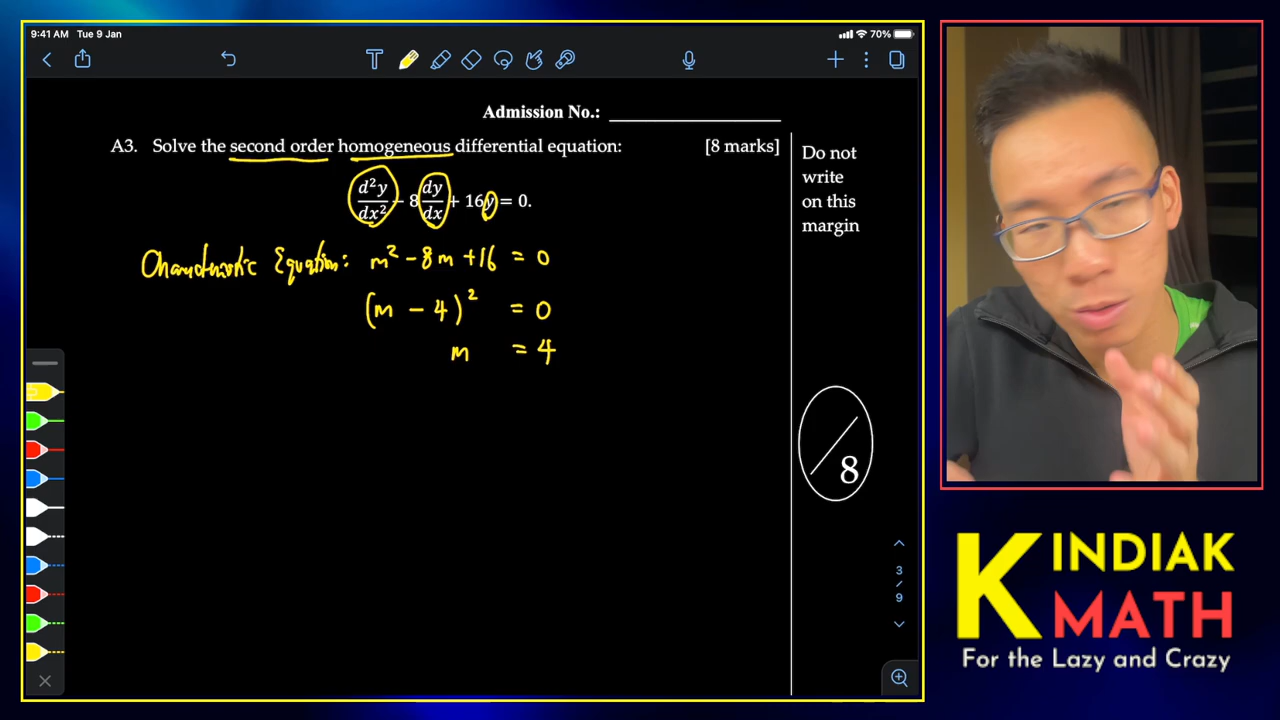 9:41 AM Tue 9 Jan
70%
Admission No.: ____________________
A3. Solve the second order homogeneous differential equation: [8 marks]
d²y/dx² − 8 dy/dx + 16y = 0.
Characteristic Equation: m² − 8m + 16 = 0
(m − 4)² = 0
m = 4
Do not
write
on this
margin
/8
3
/
9
KINDIAK
MATH
For the Lazy and Crazy